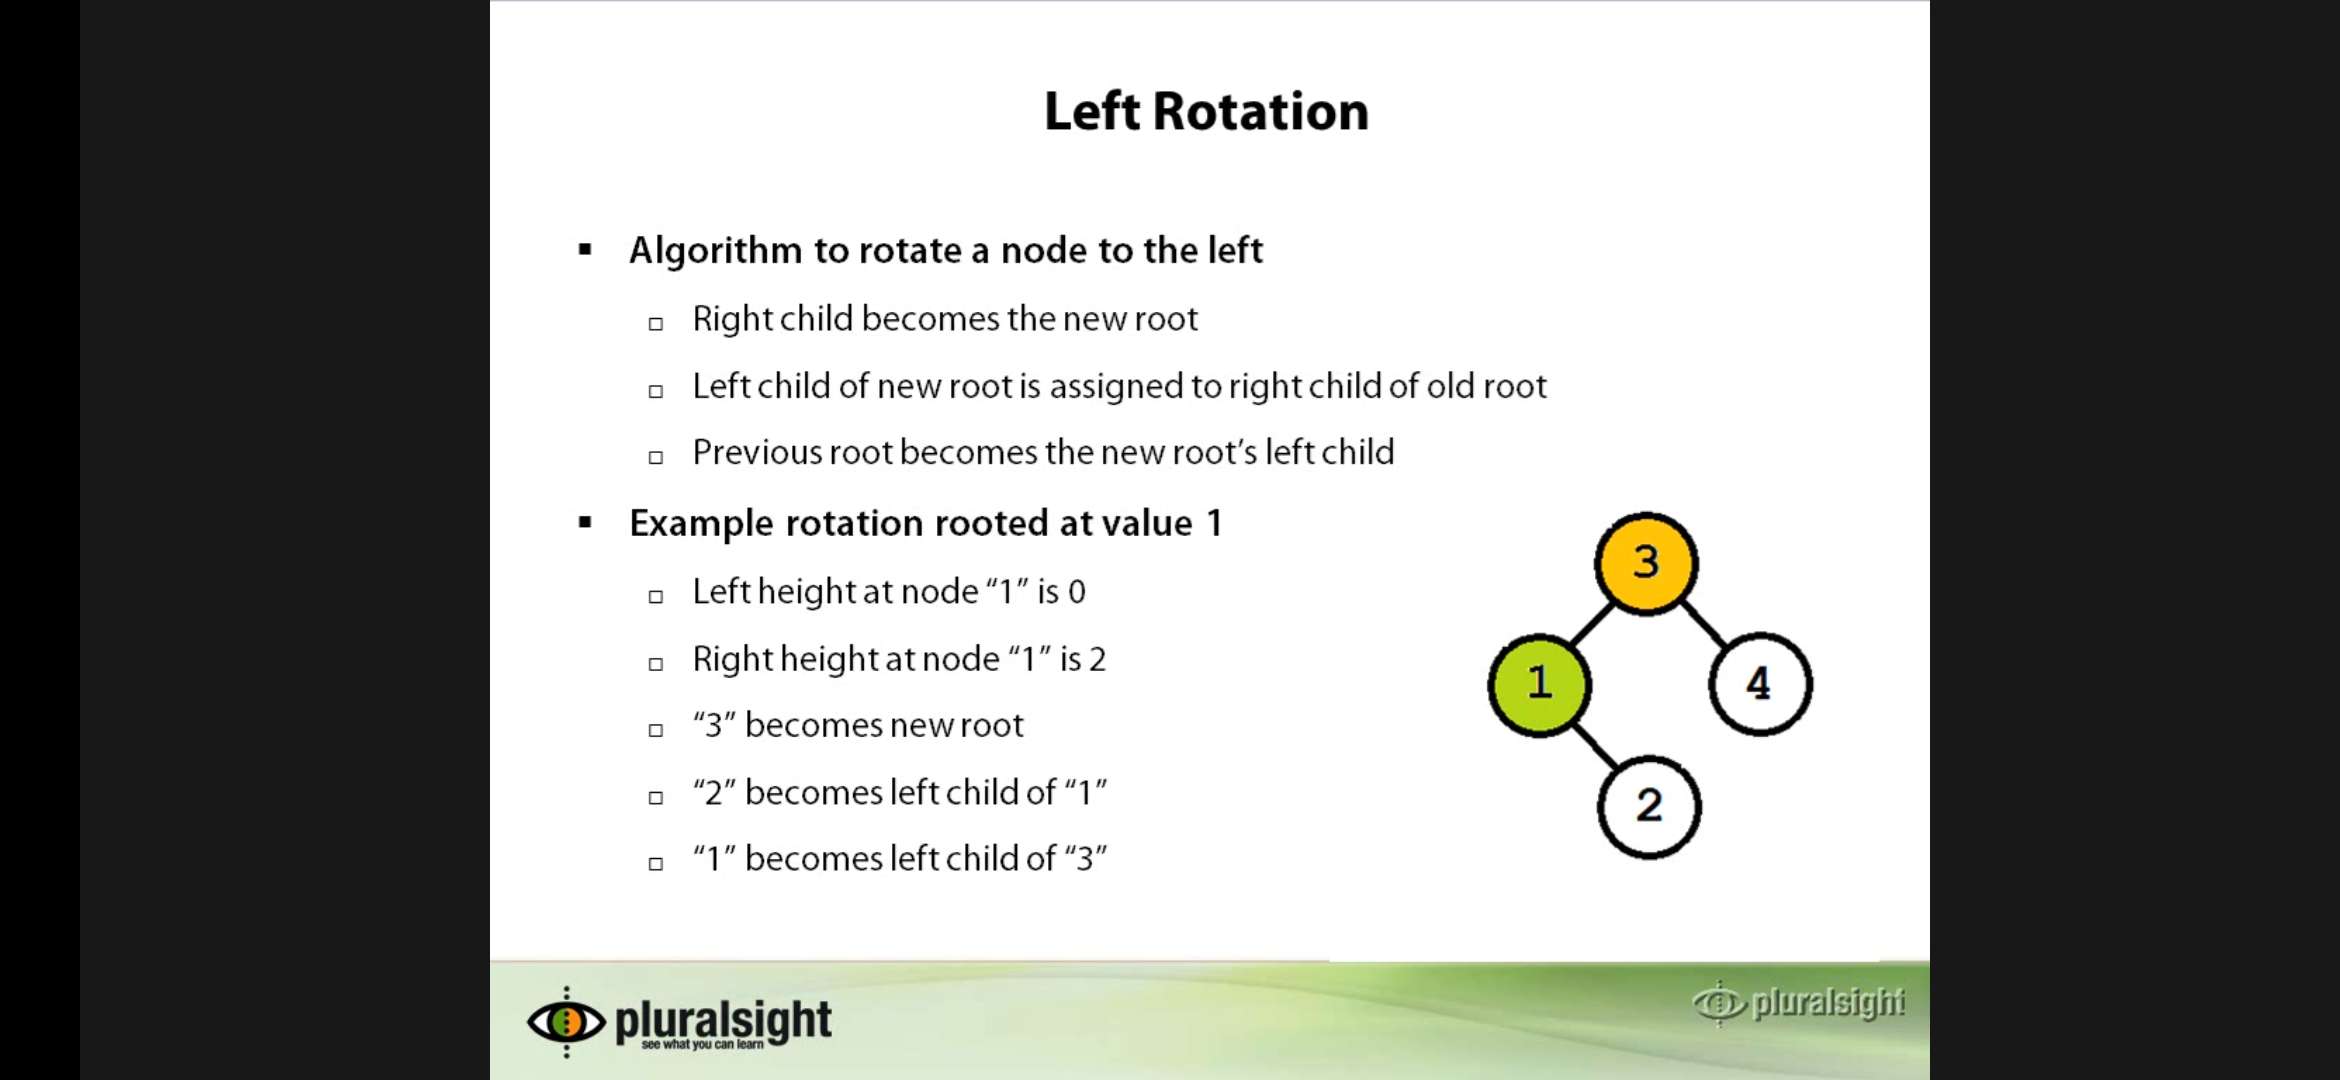 Left Rotation
▪ Algorithm to rotate a node to the left
▫ Right child becomes the new root
▫ Left child of new root is assigned to right child of old root
▫ Previous root becomes the new root’s left child
▪ Example rotation rooted at value 1
▫ Left height at node “1” is 0
▫ Right height at node “1” is 2
▫ “3” becomes new root
▫ “2” becomes left child of “1”
▫ “1” becomes left child of “3”
3
1
4
2
pluralsight
see what you can learn
pluralsight